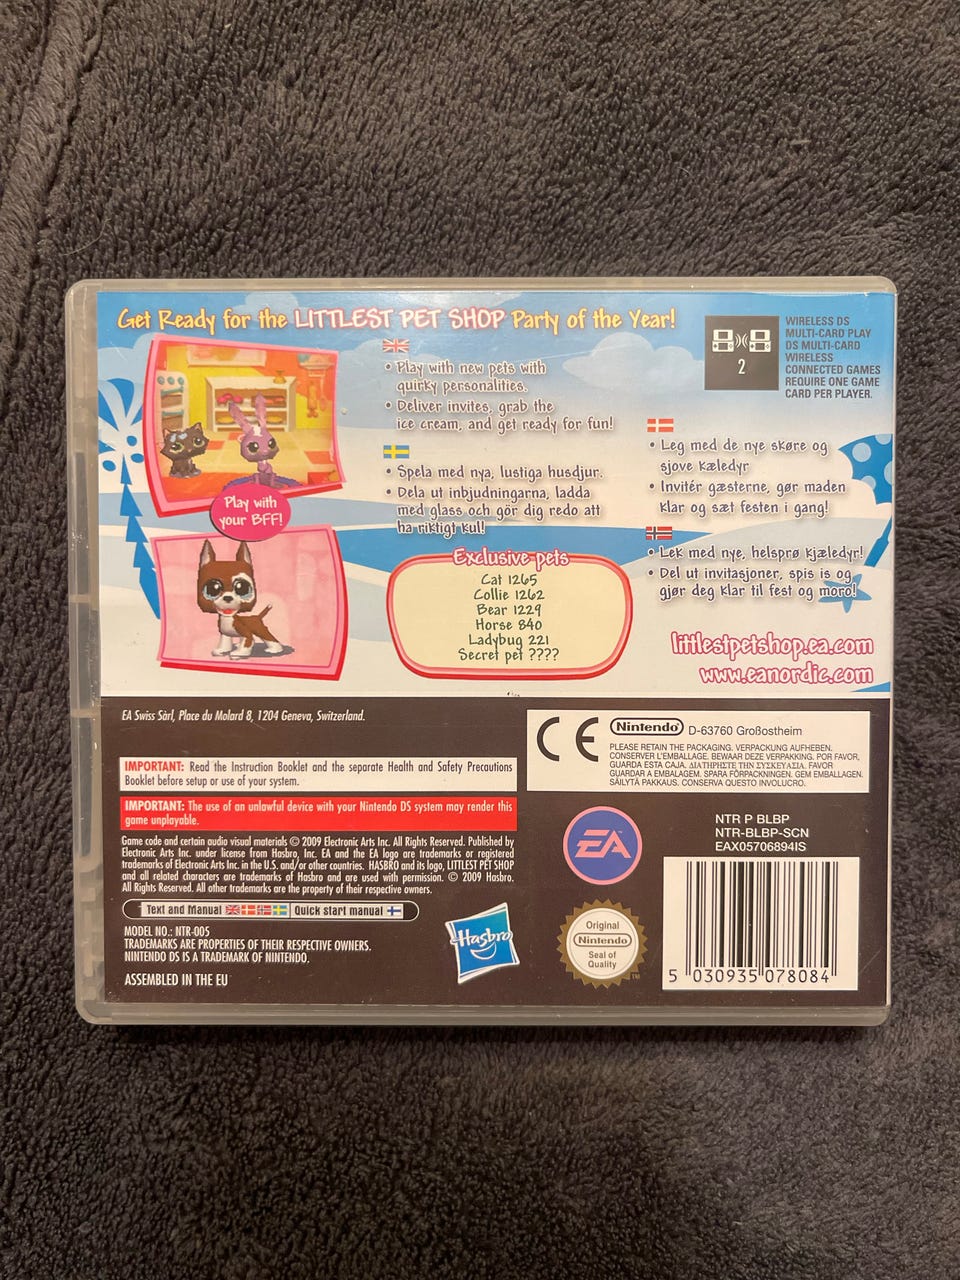 Get Ready for the LITTLEST PET SHOP Party of the Year!
Play with your BFF!
• Play with new pets with
quirky personalities.
• Deliver invites, grab the
ice cream, and get ready for fun!
• Spela med nya, lustiga husdjur.
• Dela ut inbjudningarna, ladda
med glass och gör dig redo att
ha riktigt kul!
Exclusive pets
Cat 1265
Collie 1262
Bear 1229
Horse 840
Ladybug 221
Secret pet ????
2
WIRELESS DS
MULTI-CARD PLAY
DS MULTI-CARD
WIRELESS
CONNECTED GAMES
REQUIRE ONE GAME
CARD PER PLAYER.
• Leg med de nye skøre og
sjove kæledyr
• Invitér gæsterne, gør maden
klar og sæt festen i gang!
• Lek med nye, helsprø kjæledyr!
• Del ut invitasjoner, spis is og
gjør deg klar til fest og moro!
littlestpetshop.ea.com
www.eanordic.com
EA Swiss Sàrl, Place du Molard 8, 1204 Geneva, Switzerland.
IMPORTANT: Read the Instruction Booklet and the separate Health and Safety Precautions
Booklet before setup or use of your system.
IMPORTANT: The use of an unlawful device with your Nintendo DS system may render this
game unplayable.
Game code and certain audio visual materials © 2009 Electronic Arts Inc. All Rights Reserved. Published by
Electronic Arts Inc. under license from Hasbro, Inc. EA and the EA logo are trademarks or registered
trademarks of Electronic Arts Inc. in the U.S. and/or other countries. HASBRO and its logo, LITTLEST PET SHOP
and all related characters are trademarks of Hasbro and are used with permission. © 2009 Hasbro.
All Rights Reserved. All other trademarks are the property of their respective owners.
Text and Manual Quick start manual
MODEL NO.: NTR-005
TRADEMARKS ARE PROPERTIES OF THEIR RESPECTIVE OWNERS.
NINTENDO DS IS A TRADEMARK OF NINTENDO.
ASSEMBLED IN THE EU
Hasbro
CE Nintendo D-63760 Großostheim
PLEASE RETAIN THE PACKAGING. VERPACKUNG AUFHEBEN.
CONSERVER L'EMBALLAGE. BEWAAR DEZE VERPAKKING. POR FAVOR,
GUARDA ESTA CAJA. ΔΙΑΤΗΡΗΣΤΕ ΤΗΝ ΣΥΣΚΕΥΑΣΙΑ. FAVOR
GUARDAR A EMBALAGEM. SPARA FÖRPACKNINGEN. GEM EMBALLAGEN.
SÄILYTÄ PAKKAUS. CONSERVA QUESTO INVOLUCRO.
EA™
Original
Nintendo
Seal of
Quality
TM
NTR P BLBP
NTR-BLBP-SCN
EAX05706894IS
5 030935 078084